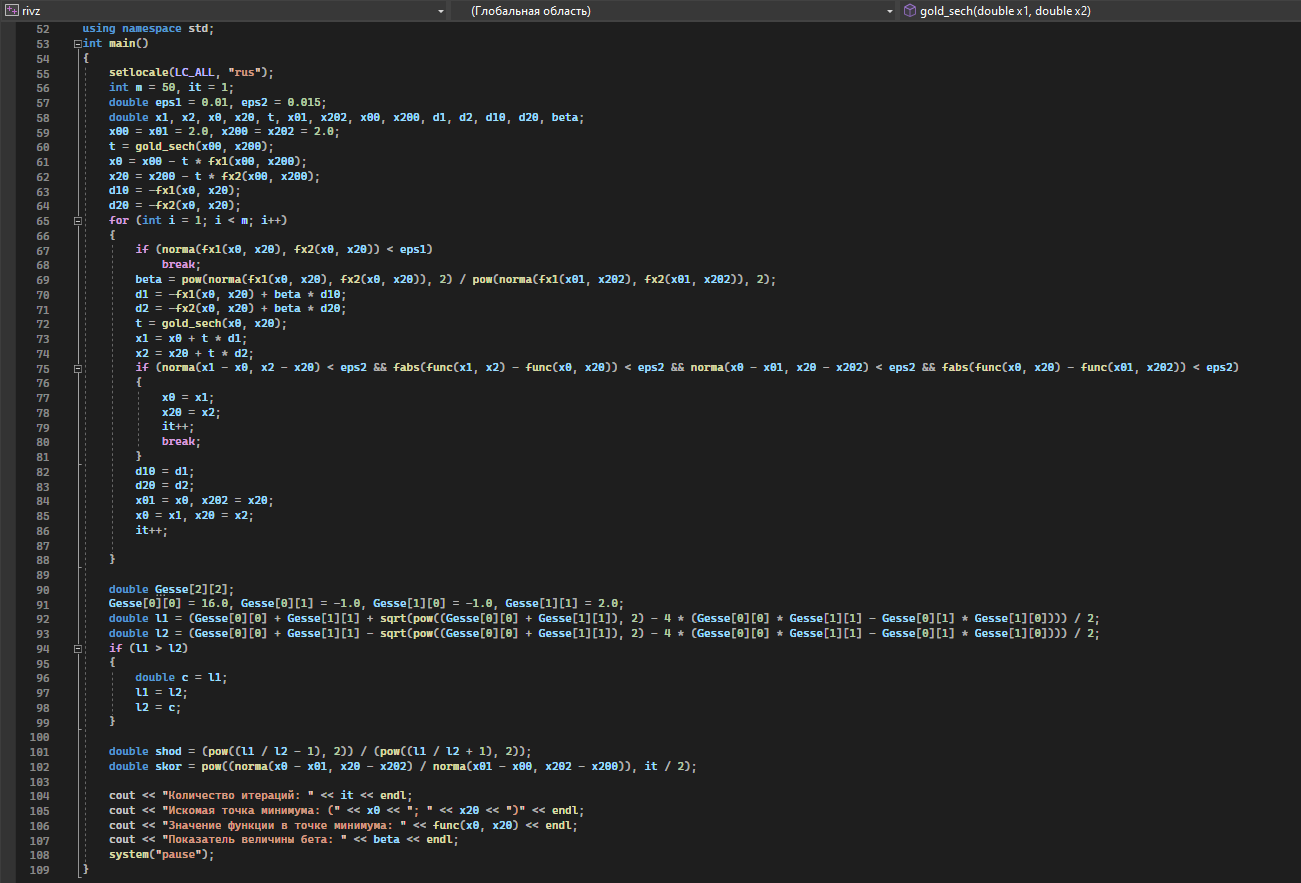 rivz
(Глобальная область)
gold_sech(double x1, double x2)
52 using namespace std;
53 int main()
54 {
55 setlocale(LC_ALL, "rus");
56 int m = 50, it = 1;
57 double eps1 = 0.01, eps2 = 0.015;
58 double x1, x2, x0, x20, t, x01, x202, x00, x200, d1, d2, d10, d20, beta;
59 x00 = x01 = 2.0, x200 = x202 = 2.0;
60 t = gold_sech(x00, x200);
61 x0 = x00 - t * fx1(x00, x200);
62 x20 = x200 - t * fx2(x00, x200);
63 d10 = -fx1(x0, x20);
64 d20 = -fx2(x0, x20);
65 for (int i = 1; i < m; i++)
66 {
67 if (norma(fx1(x0, x20), fx2(x0, x20)) < eps1)
68 break;
69 beta = pow(norma(fx1(x0, x20), fx2(x0, x20)), 2) / pow(norma(fx1(x01, x202), fx2(x01, x202)), 2);
70 d1 = -fx1(x0, x20) + beta * d10;
71 d2 = -fx2(x0, x20) + beta * d20;
72 t = gold_sech(x0, x20);
73 x1 = x0 + t * d1;
74 x2 = x20 + t * d2;
75 if (norma(x1 - x0, x2 - x20) < eps2 && fabs(func(x1, x2) - func(x0, x20)) < eps2 && norma(x0 - x01, x20 - x202) < eps2 && fabs(func(x0, x20) - func(x01, x202)) < eps2)
76 {
77 x0 = x1;
78 x20 = x2;
79 it++;
80 break;
81 }
82 d10 = d1;
83 d20 = d2;
84 x01 = x0, x202 = x20;
85 x0 = x1, x20 = x2;
86 it++;
87
88 }
89
90 double Gesse[2][2];
91 Gesse[0][0] = 16.0, Gesse[0][1] = -1.0, Gesse[1][0] = -1.0, Gesse[1][1] = 2.0;
92 double l1 = (Gesse[0][0] + Gesse[1][1] + sqrt(pow((Gesse[0][0] + Gesse[1][1]), 2) - 4 * (Gesse[0][0] * Gesse[1][1] - Gesse[0][1] * Gesse[1][0]))) / 2;
93 double l2 = (Gesse[0][0] + Gesse[1][1] - sqrt(pow((Gesse[0][0] + Gesse[1][1]), 2) - 4 * (Gesse[0][0] * Gesse[1][1] - Gesse[0][1] * Gesse[1][0]))) / 2;
94 if (l1 > l2)
95 {
96 double c = l1;
97 l1 = l2;
98 l2 = c;
99 }
100
101 double shod = (pow((l1 / l2 - 1), 2)) / (pow((l1 / l2 + 1), 2));
102 double skor = pow((norma(x0 - x01, x20 - x202) / norma(x01 - x00, x202 - x200)), it / 2);
103
104 cout << "Количество итераций: " << it << endl;
105 cout << "Искомая точка минимума: (" << x0 << "; " << x20 << ")" << endl;
106 cout << "Значение функции в точке минимума: " << func(x0, x20) << endl;
107 cout << "Показатель величины бета: " << beta << endl;
108 system("pause");
109 }